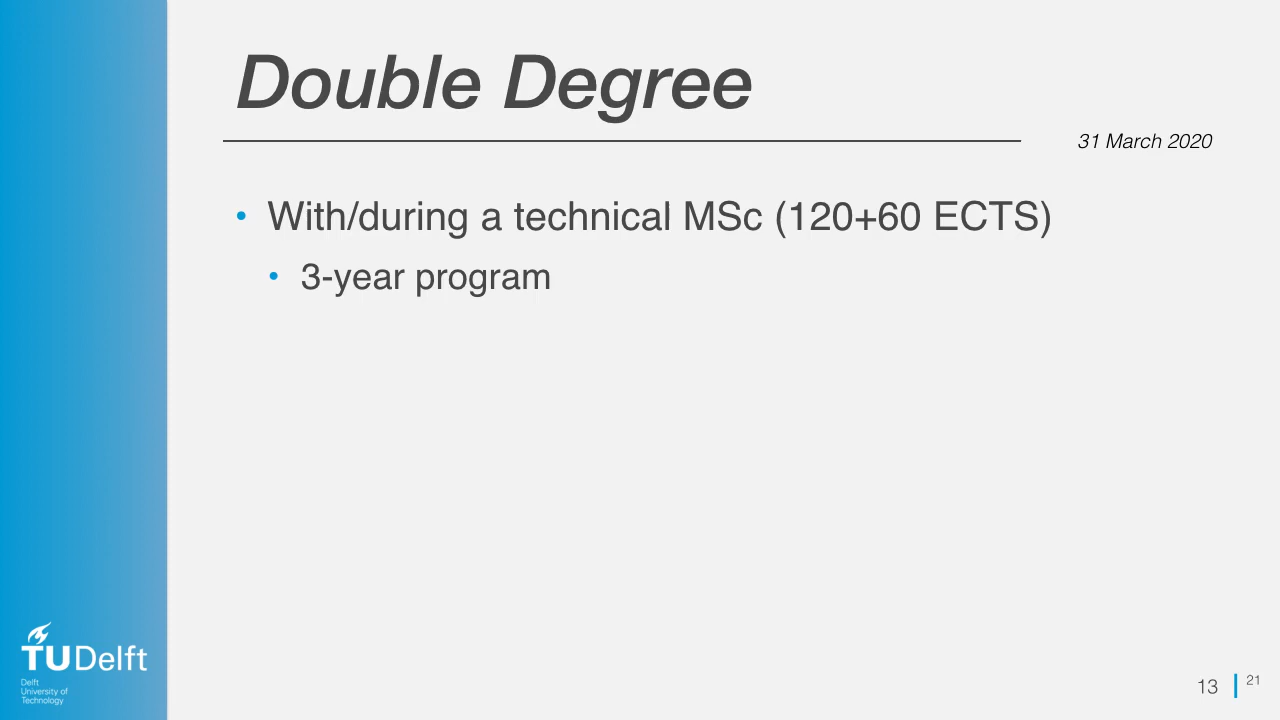 Double Degree
31 March 2020
• With/during a technical MSc (120+60 ECTS)
• 3-year program
TUDelft
Delft
University of
Technology
13 | 21